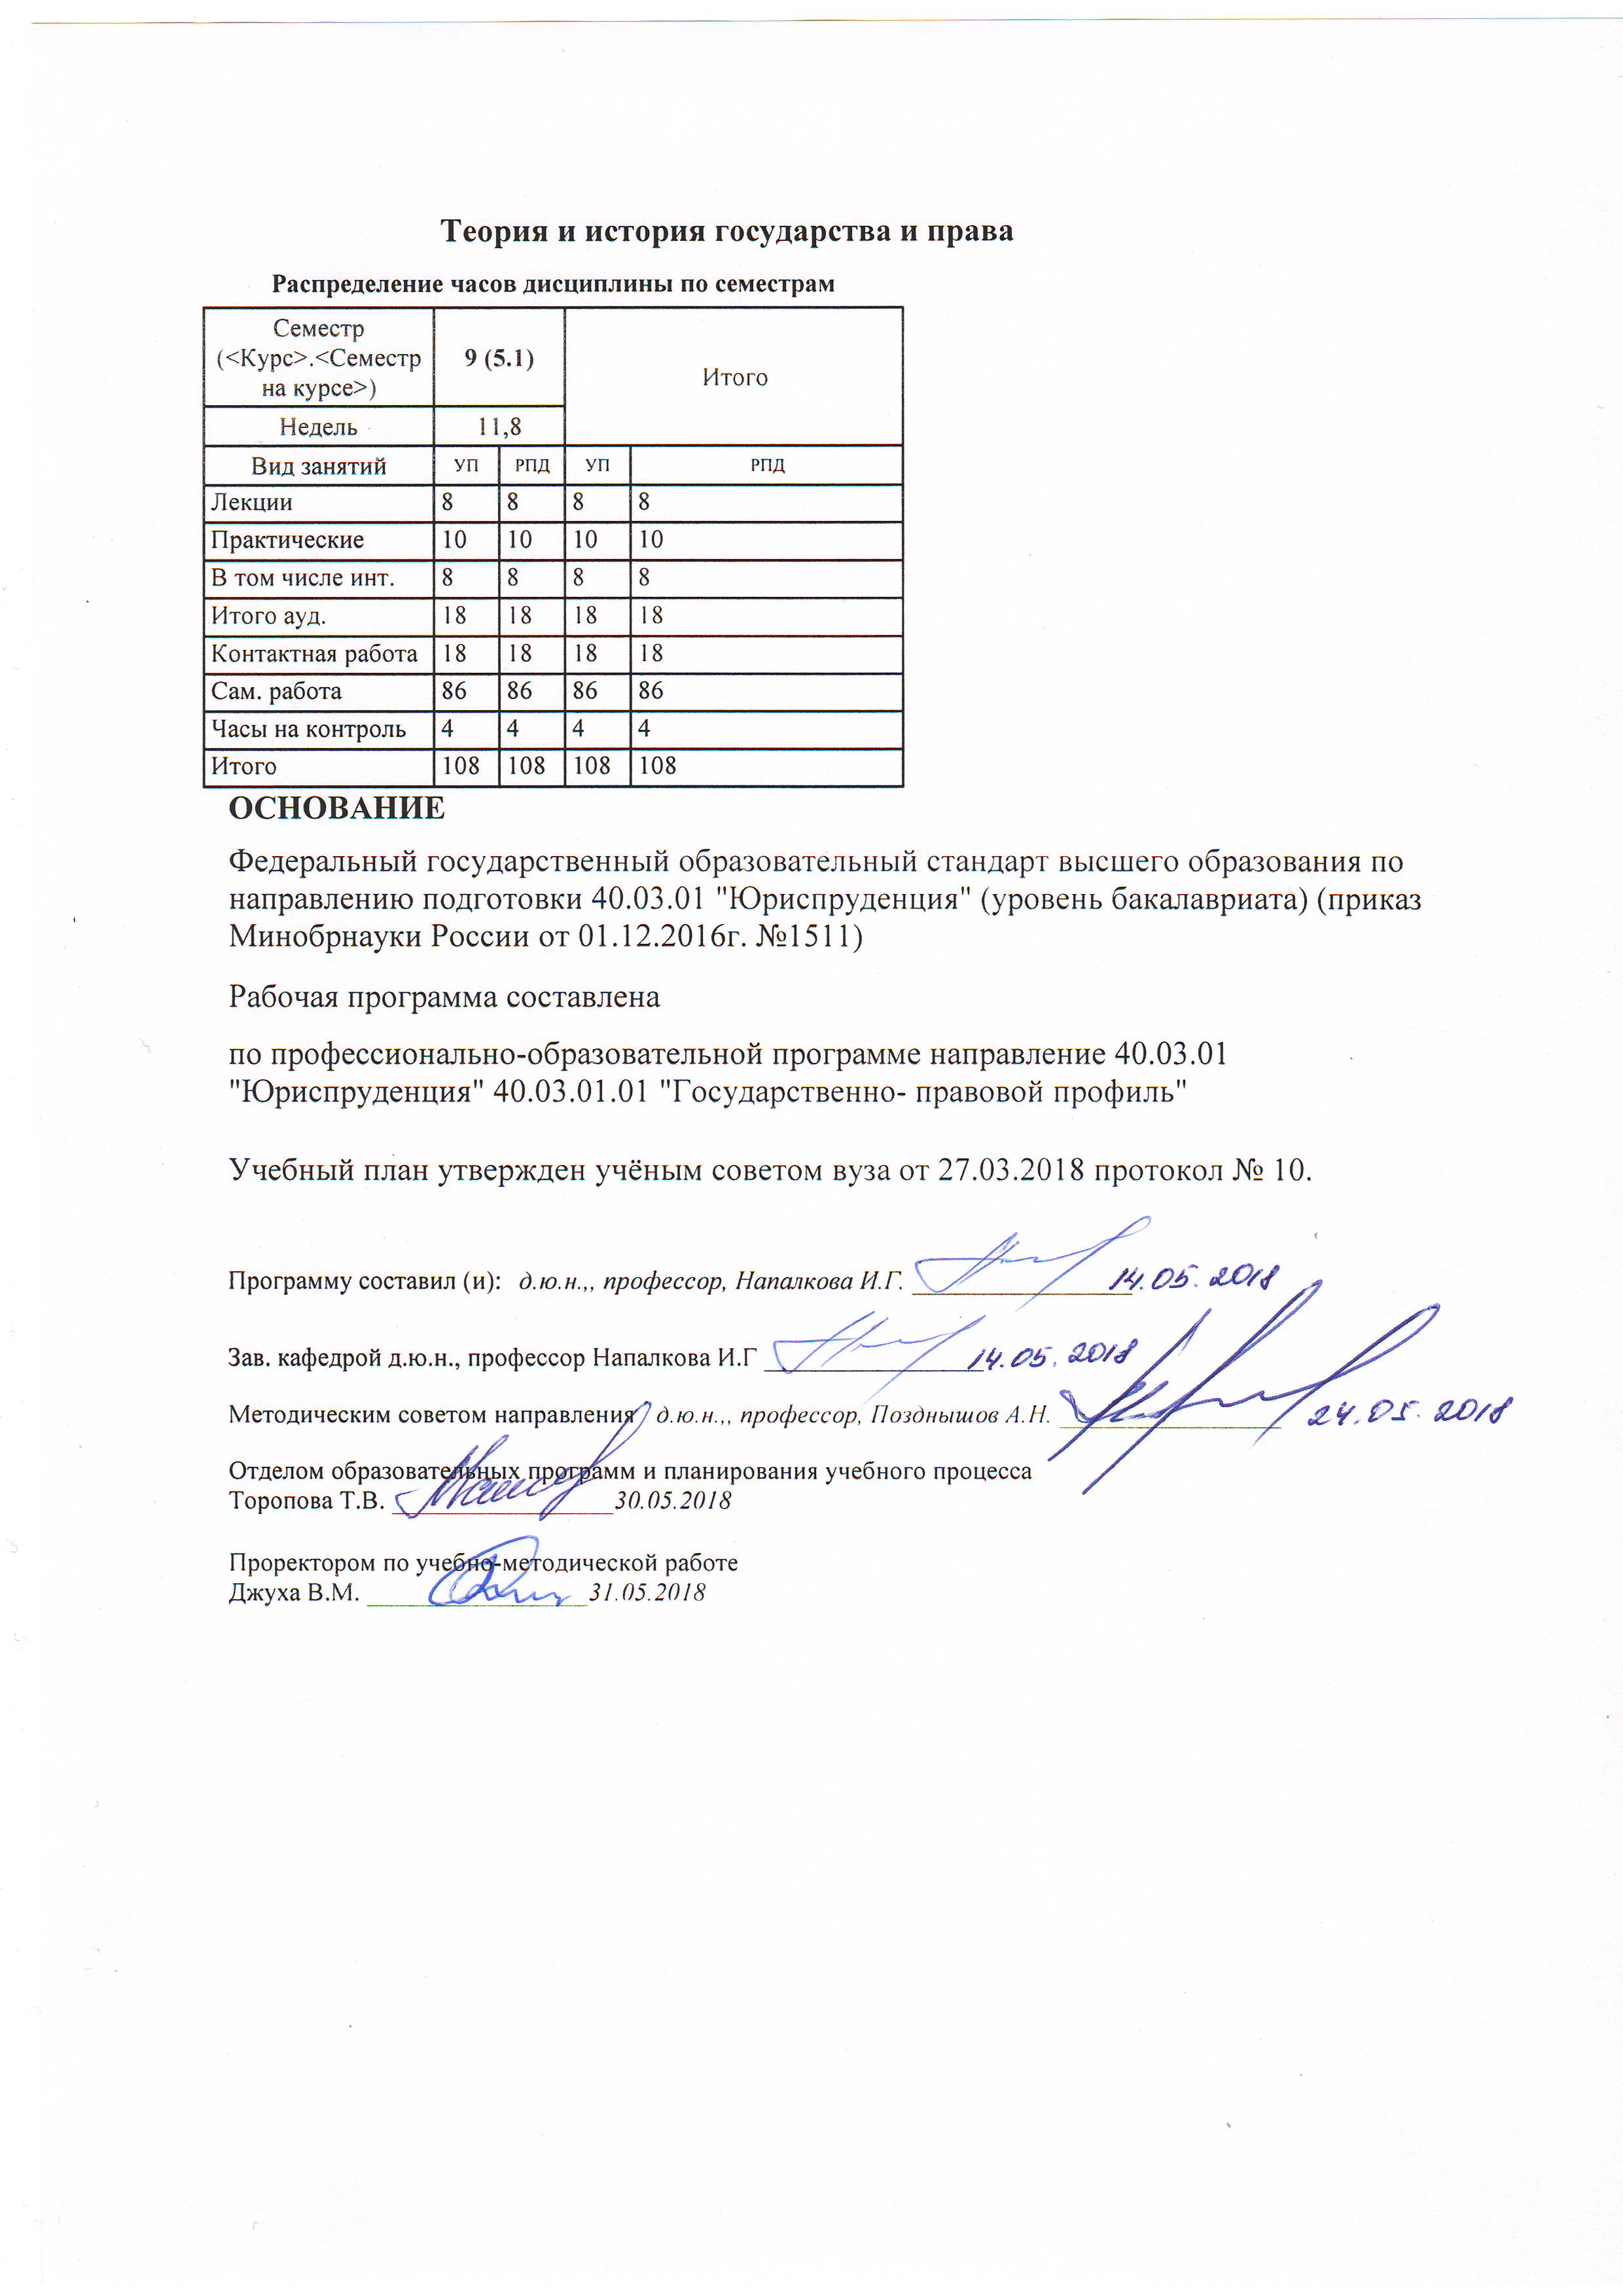 Теория и история государства и права
Распределение часов дисциплины по семестрам
Семестр
(<Курс>.<Семестр
на курсе>)
9 (5.1)
Итого
Недель
11,8
Вид занятий УП РПД УП РПД
Лекции 8 8 8 8
Практические 10 10 10 10
В том числе инт. 8 8 8 8
Итого ауд. 18 18 18 18
Контактная работа 18 18 18 18
Сам. работа 86 86 86 86
Часы на контроль 4 4 4 4
Итого 108 108 108 108
ОСНОВАНИЕ
Федеральный государственный образовательный стандарт высшего образования по
направлению подготовки 40.03.01 "Юриспруденция" (уровень бакалавриата) (приказ
Минобрнауки России от 01.12.2016г. №1511)
Рабочая программа составлена
по профессионально-образовательной программе направление 40.03.01
"Юриспруденция" 40.03.01.01 "Государственно- правовой профиль"
Учебный план утвержден учёным советом вуза от 27.03.2018 протокол № 10.
Программу составил (и): д.ю.н.,, профессор, Напалкова И.Г. 14.05.2018
Зав. кафедрой д.ю.н., профессор Напалкова И.Г 14.05.2018
Методическим советом направления д.ю.н.,, профессор, Позднышов А.Н. 24.05.2018
Отделом образовательных программ и планирования учебного процесса
Торопова Т.В. 30.05.2018
Проректором по учебно-методической работе
Джуха В.М. 31.05.2018